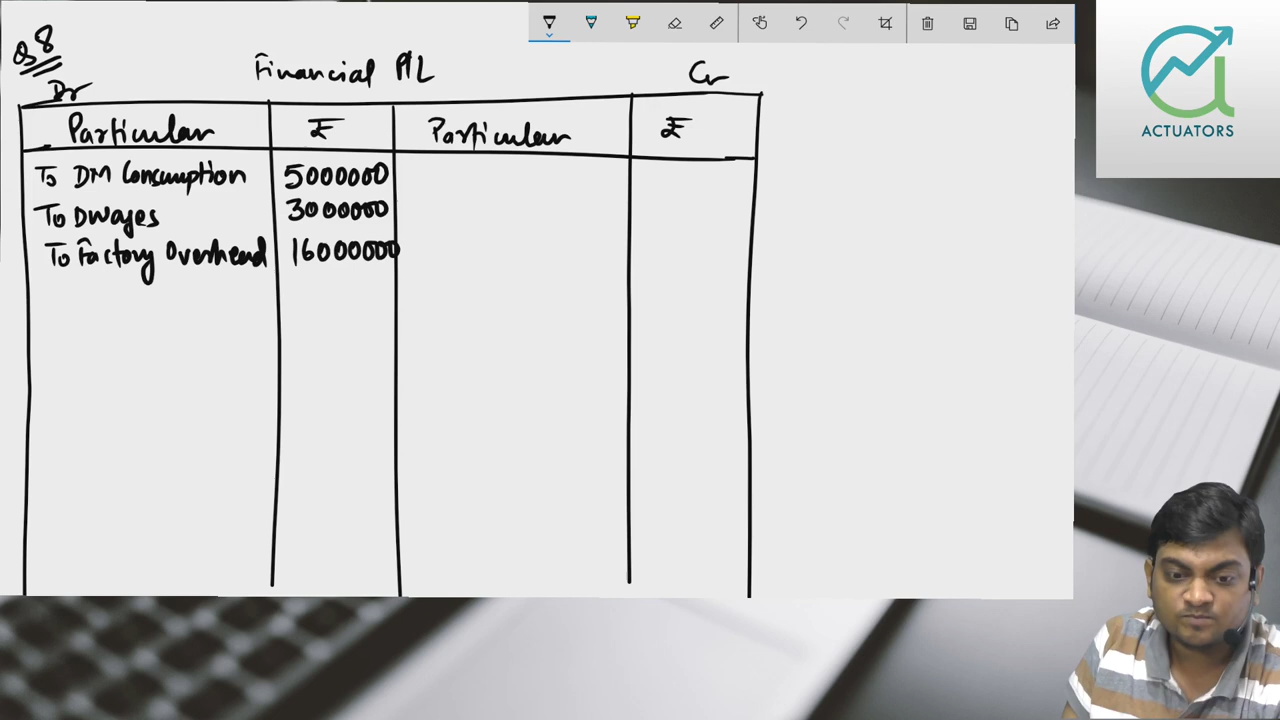 Q8
Financial P/L
Dr Cr
Particular ₹ Particular ₹
To DM Consumption 5000000
To DWages 3000000
To Factory Overhead 16000000
ACTUATORS